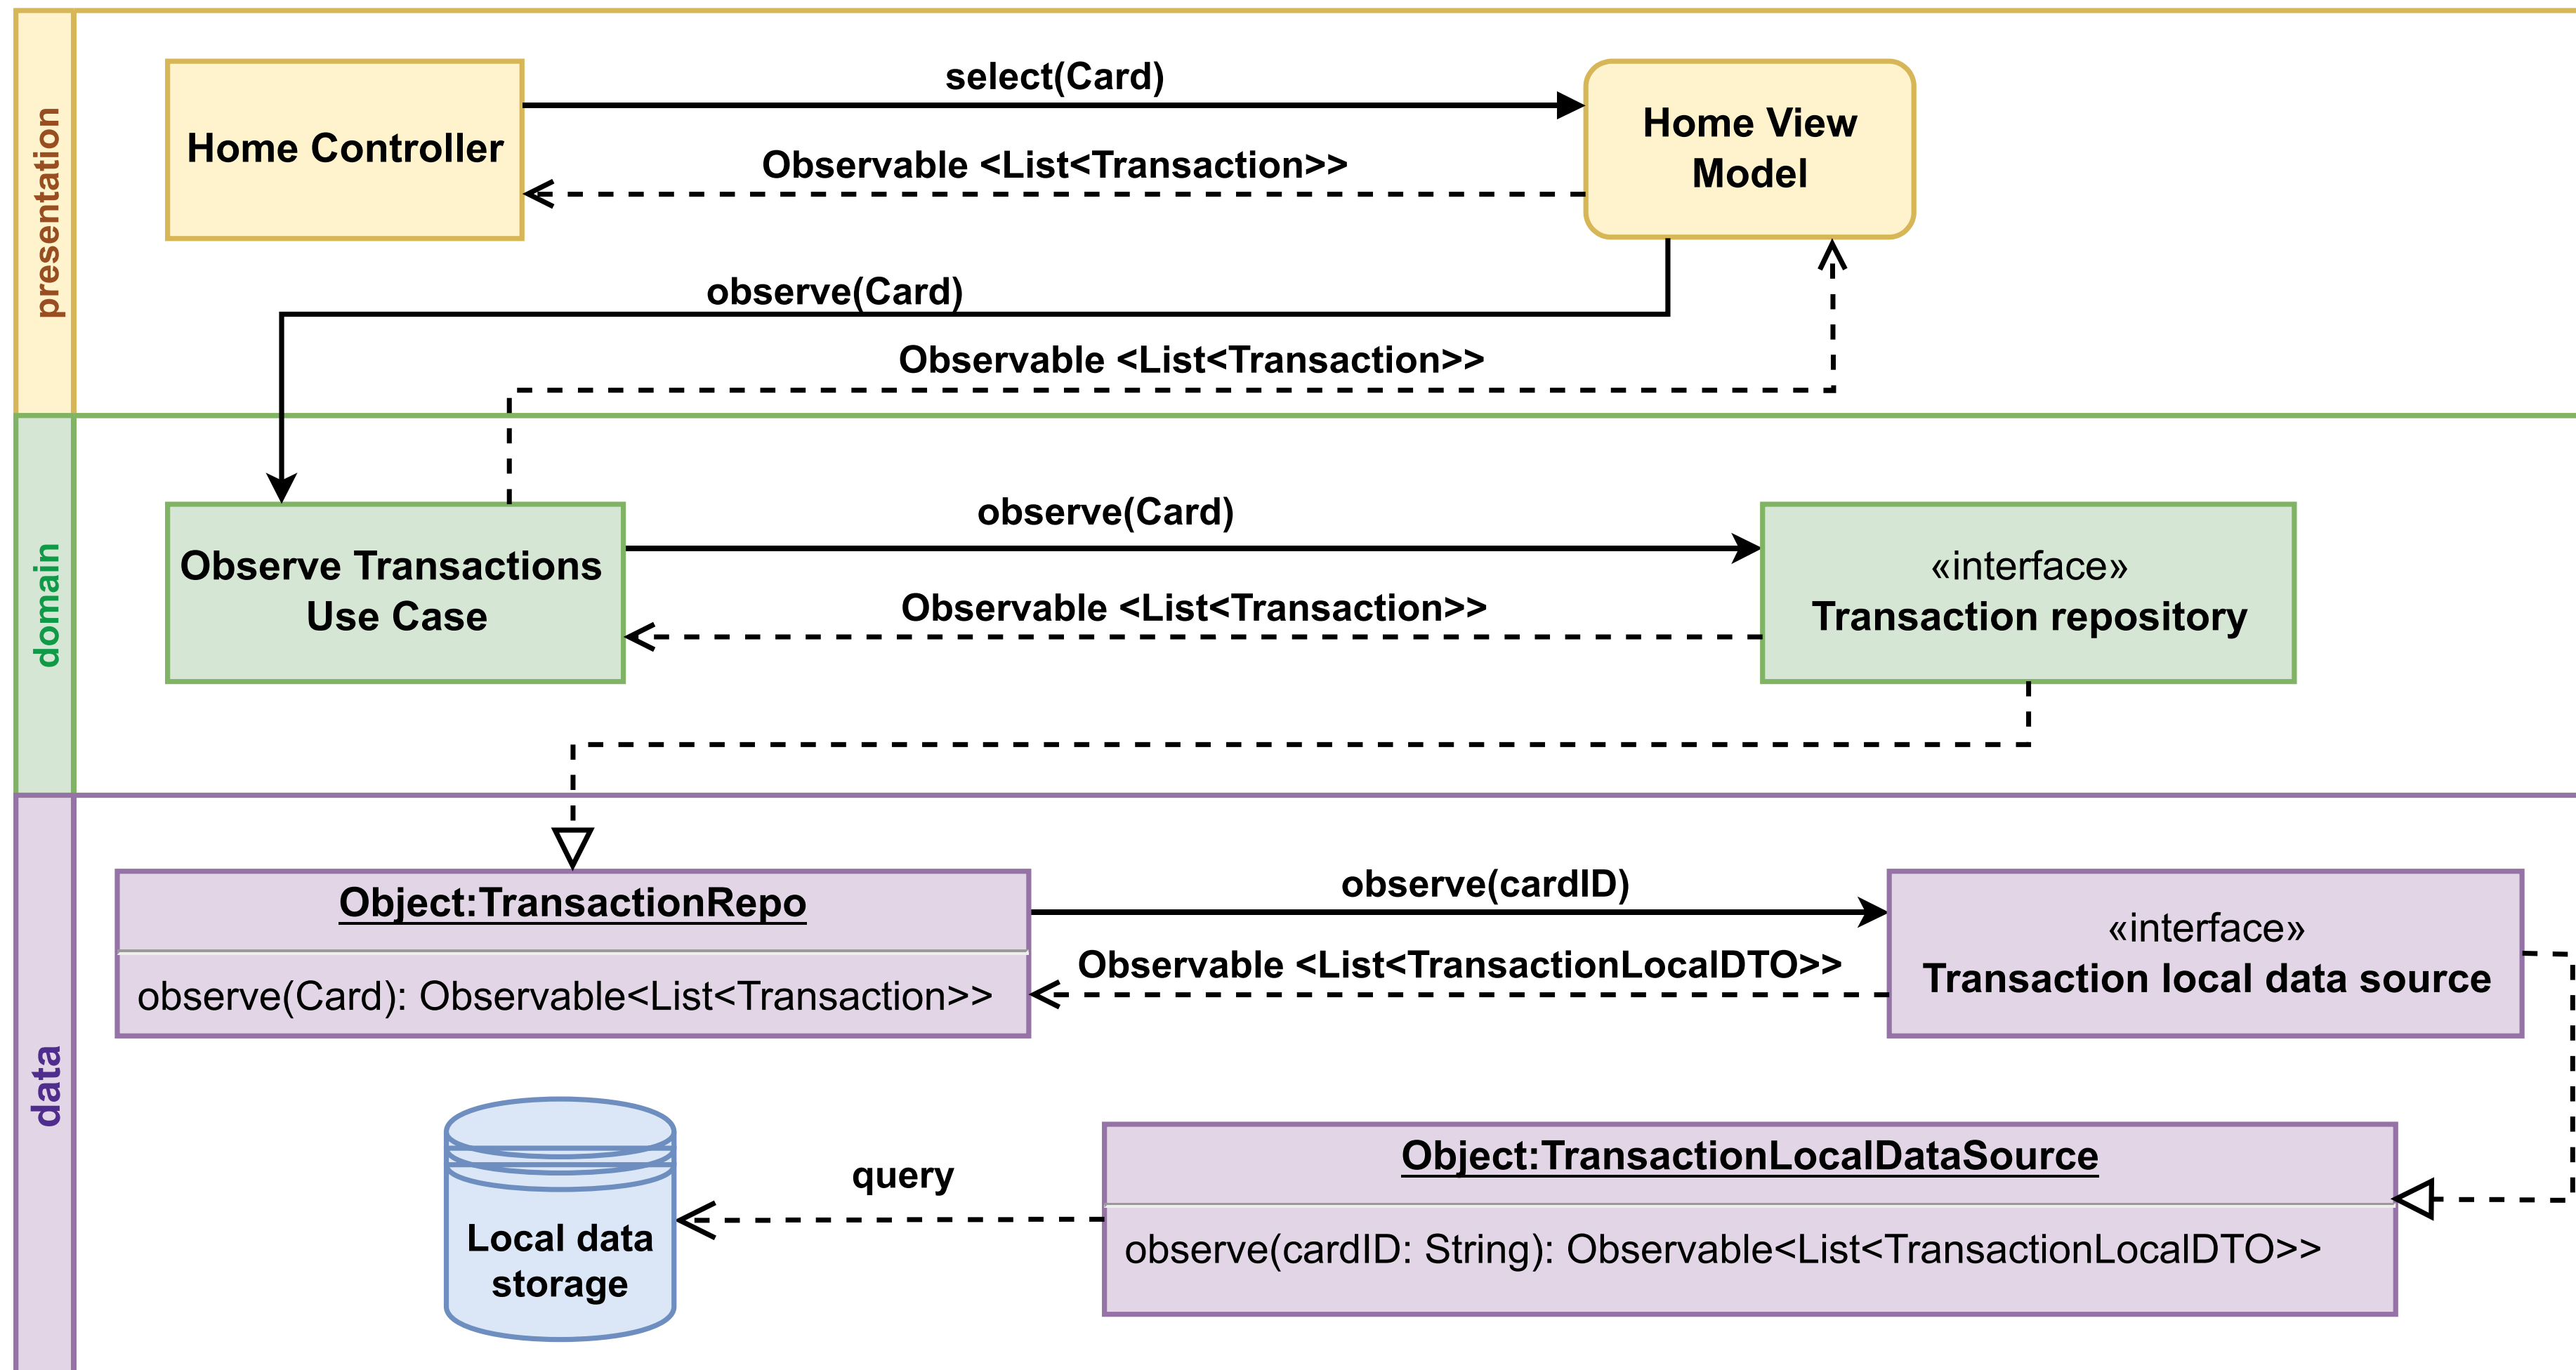 presentation
Home Controller
select(Card)
Observable <List<Transaction>>
Home View
Model
observe(Card)
Observable <List<Transaction>>
domain
Observe Transactions
Use Case
observe(Card)
Observable <List<Transaction>>
«interface»
Transaction repository
data
Object:TransactionRepo
observe(Card): Observable<List<Transaction>>
observe(cardID)
Observable <List<TransactionLocalDTO>>
«interface»
Transaction local data source
Local data
storage
query
Object:TransactionLocalDataSource
observe(cardID: String): Observable<List<TransactionLocalDTO>>